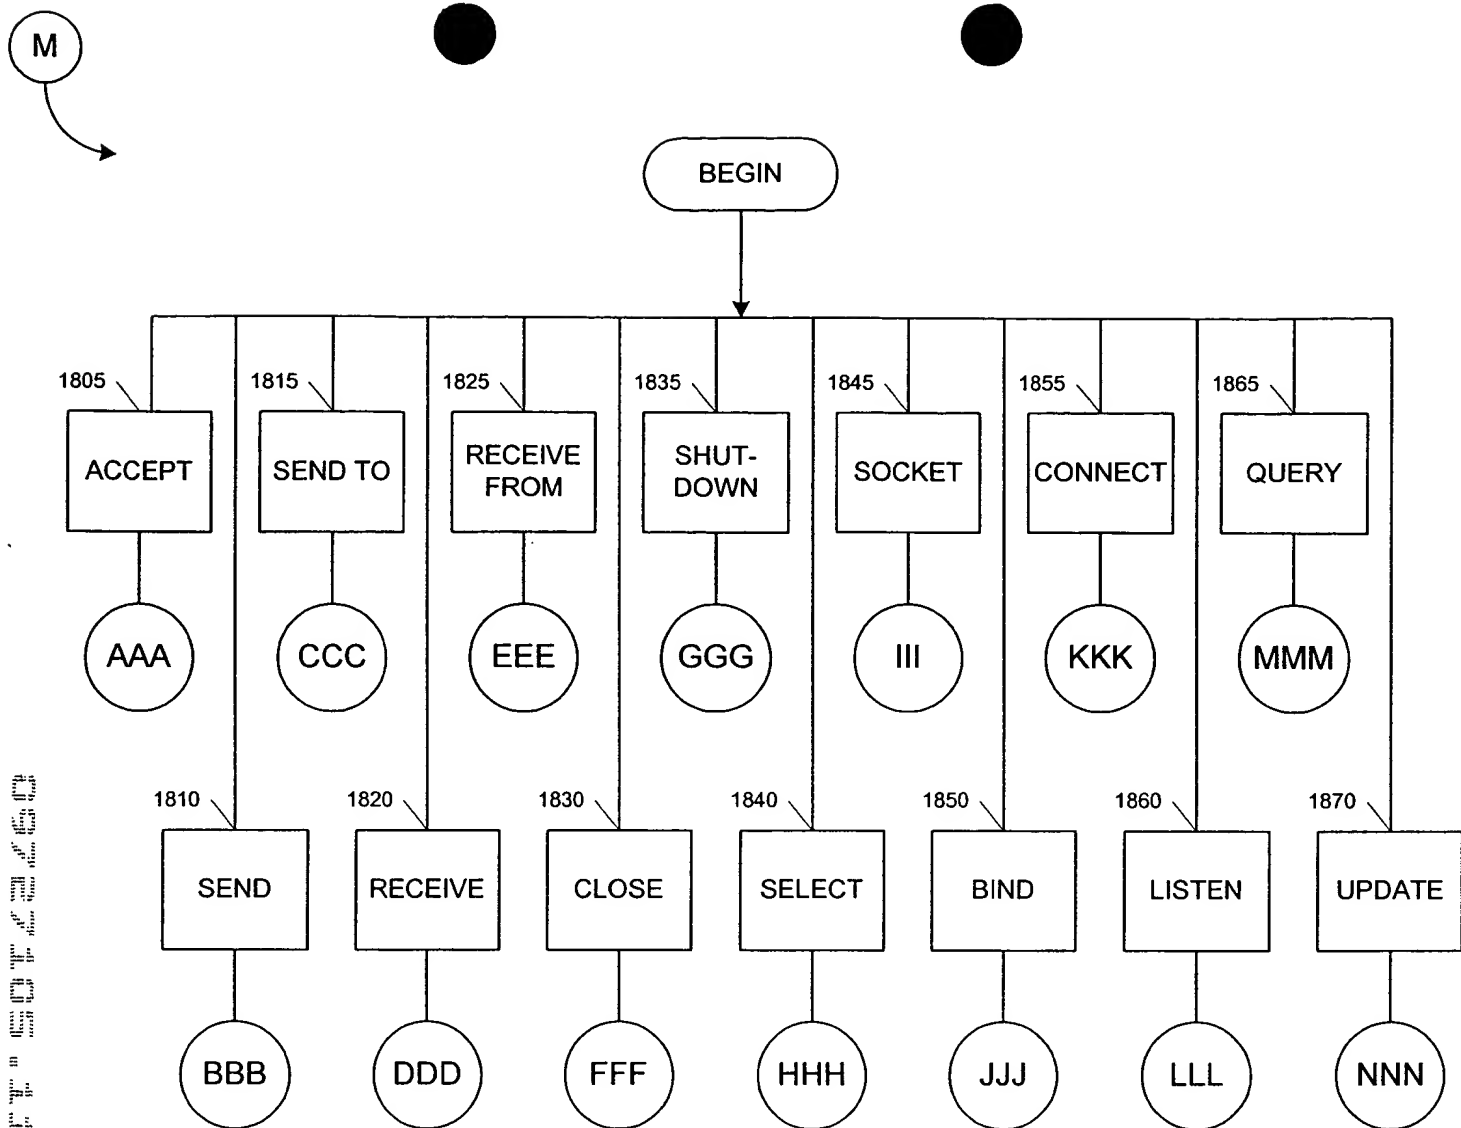 M
BEGIN
1805
1815
1825
1835
1845
1855
1865
ACCEPT
SEND TO
RECEIVE
FROM
SHUT-
DOWN
SOCKET
CONNECT
QUERY
AAA
CCC
EEE
GGG
III
KKK
MMM
1810
1820
1830
1840
1850
1860
1870
SEND
RECEIVE
CLOSE
SELECT
BIND
LISTEN
UPDATE
BBB
DDD
FFF
HHH
JJJ
LLL
NNN